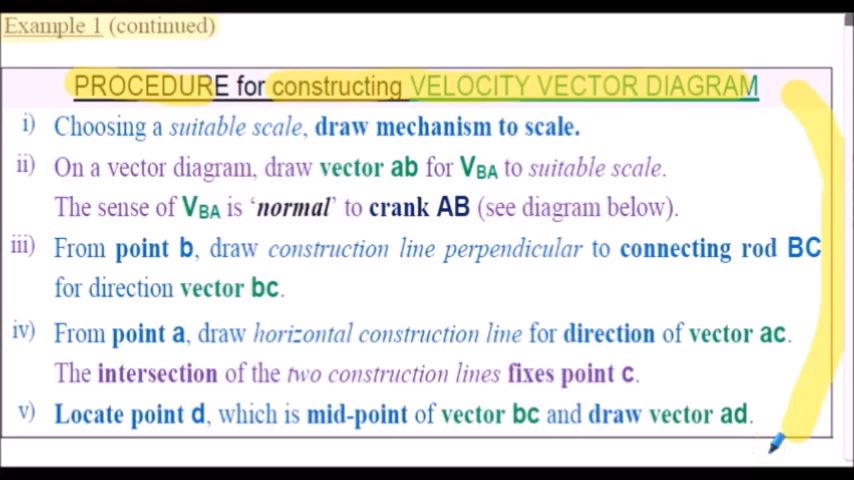 Example 1 (continued)
PROCEDURE for constructing VELOCITY VECTOR DIAGRAM
i) Choosing a suitable scale, draw mechanism to scale.
ii) On a vector diagram, draw vector ab for VBA to suitable scale.
The sense of VBA is ‘normal’ to crank AB (see diagram below).
iii) From point b, draw construction line perpendicular to connecting rod BC
for direction vector bc.
iv) From point a, draw horizontal construction line for direction of vector ac.
The intersection of the two construction lines fixes point c.
v) Locate point d, which is mid-point of vector bc and draw vector ad.